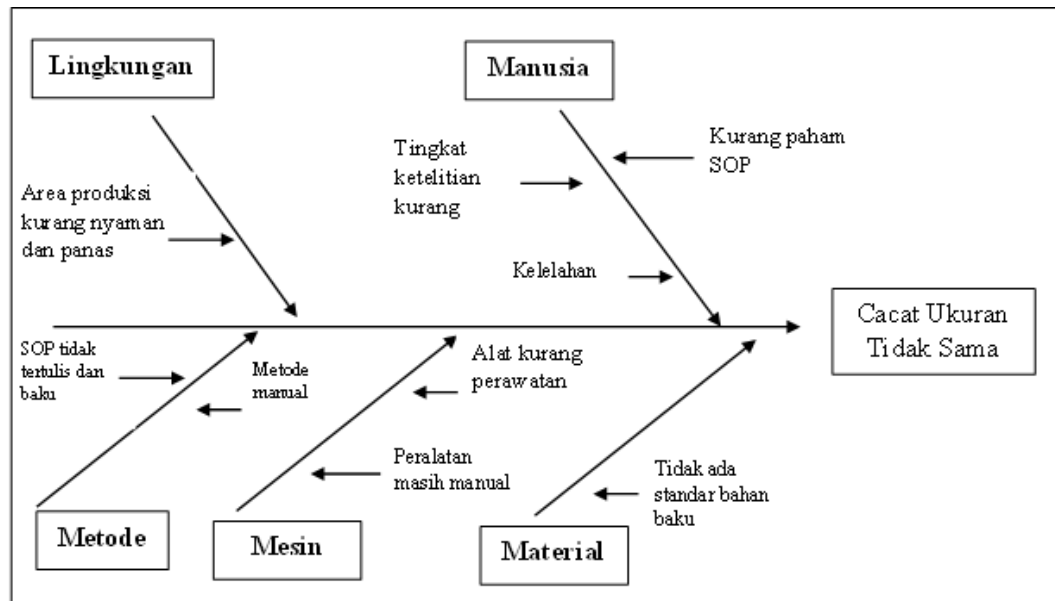 Lingkungan
Manusia
Kurang paham
SOP
Tingkat
ketelitian
kurang
Area produksi
kurang nyaman
dan panas
Kelelahan
Cacat Ukuran
Tidak Sama
SOP tidak
tertulis dan
baku
Metode
manual
Alat kurang
perawatan
Peralatan
masih manual
Tidak ada
standar bahan
baku
Metode
Mesin
Material